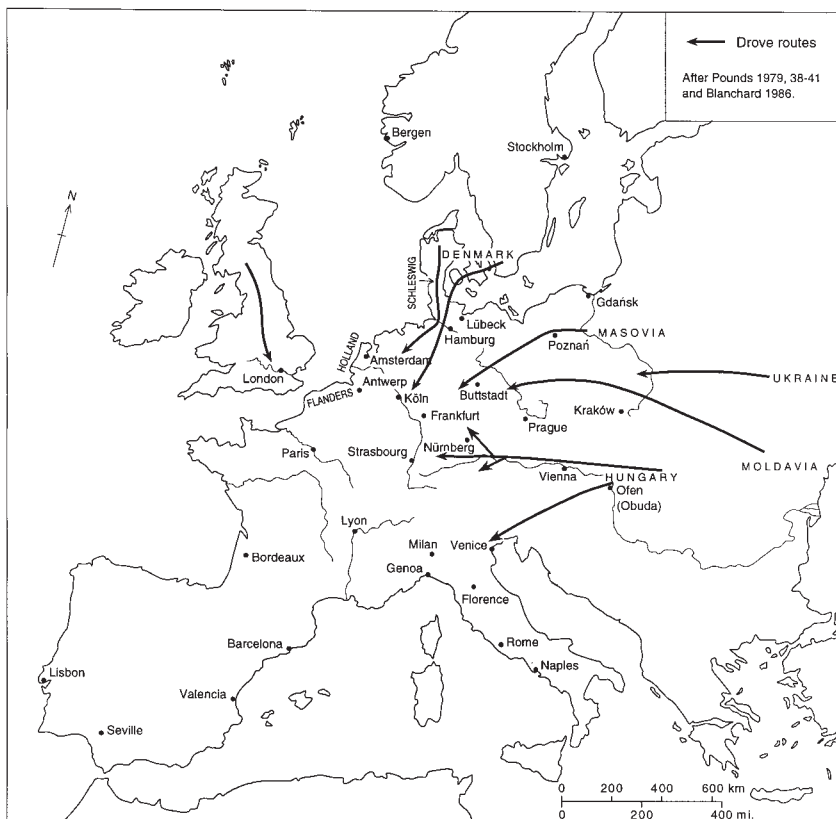 Drove routes
After Pounds 1979, 38-41
and Blanchard 1986.
N
Bergen
Stockholm
DENMARK
SCHLESWIG
Gdańsk
Lübeck
Hamburg
MASOVIA
Poznań
HOLLAND
Amsterdam
UKRAINE
London
Antwerp
FLANDERS
Köln
Buttstadt
Frankfurt
Kraków
Prague
Nürnberg
Paris
Strasbourg
MOLDAVIA
Vienna
HUNGARY
Ofen
(Obuda)
Lyon
Milan
Venice
Bordeaux
Genoa
Florence
Barcelona
Rome
Naples
Lisbon
Valencia
Seville
0 200 400 600 km
0 200 400 mi.